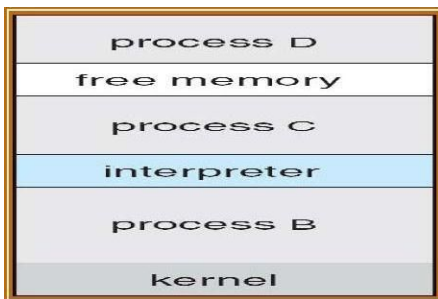 process D
free memory
process C
interpreter
process B
kernel